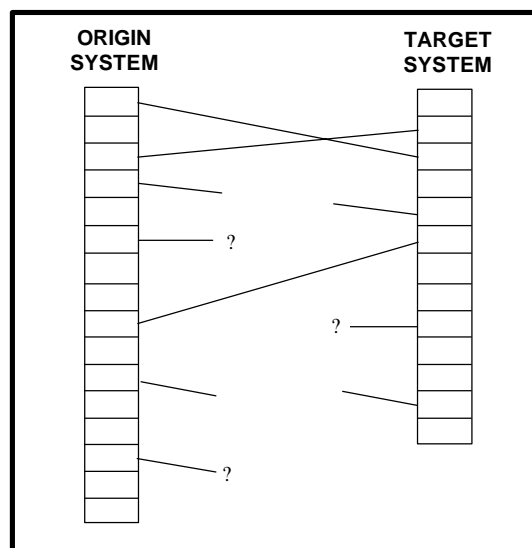 ORIGIN
SYSTEM
TARGET
SYSTEM
?
?
?